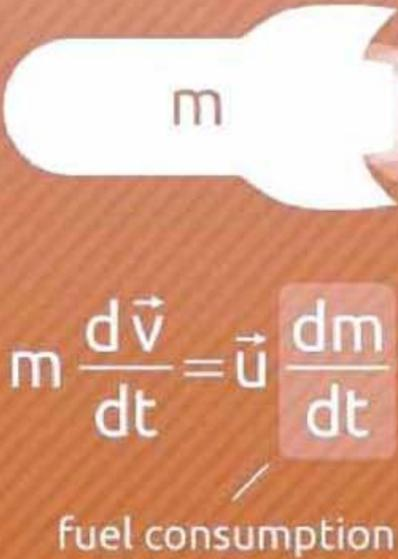 m
m dv⃗/dt = u⃗ dm/dt
fuel consumption